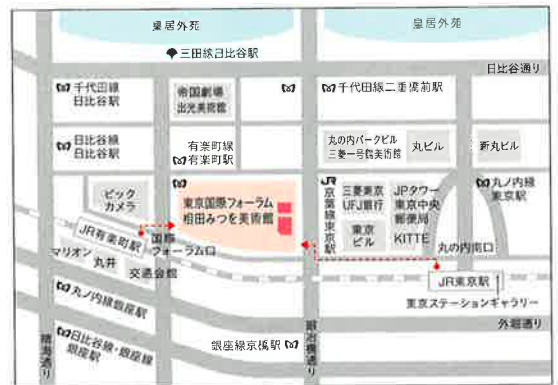 皇居外苑
皇居外苑
三田線日比谷駅
日比谷通り
千代田線
日比谷駅
帝国劇場
出光美術館
千代田線二重橋前駅
日比谷線
日比谷駅
有楽町線
有楽町駅
丸の内パークビル
三菱一号館美術館
丸ビル
新丸ビル
ビック
カメラ
東京国際フォーラム
相田みつを美術館
JR
京葉線東京駅
三菱東京
UFJ銀行
JPタワー
東京中央
郵便局
KITTE
丸ノ内線
東京駅
東京
ビル
JR有楽町駅
国際
フォーラム口
丸の内南口
マリオン
丸井
交通会館
JR東京駅
東京ステーションギャラリー
丸ノ内線銀座駅
外堀通り
日比谷線・銀座線
銀座駅
銀座線京橋駅
晴海通り
鍛冶橋通り